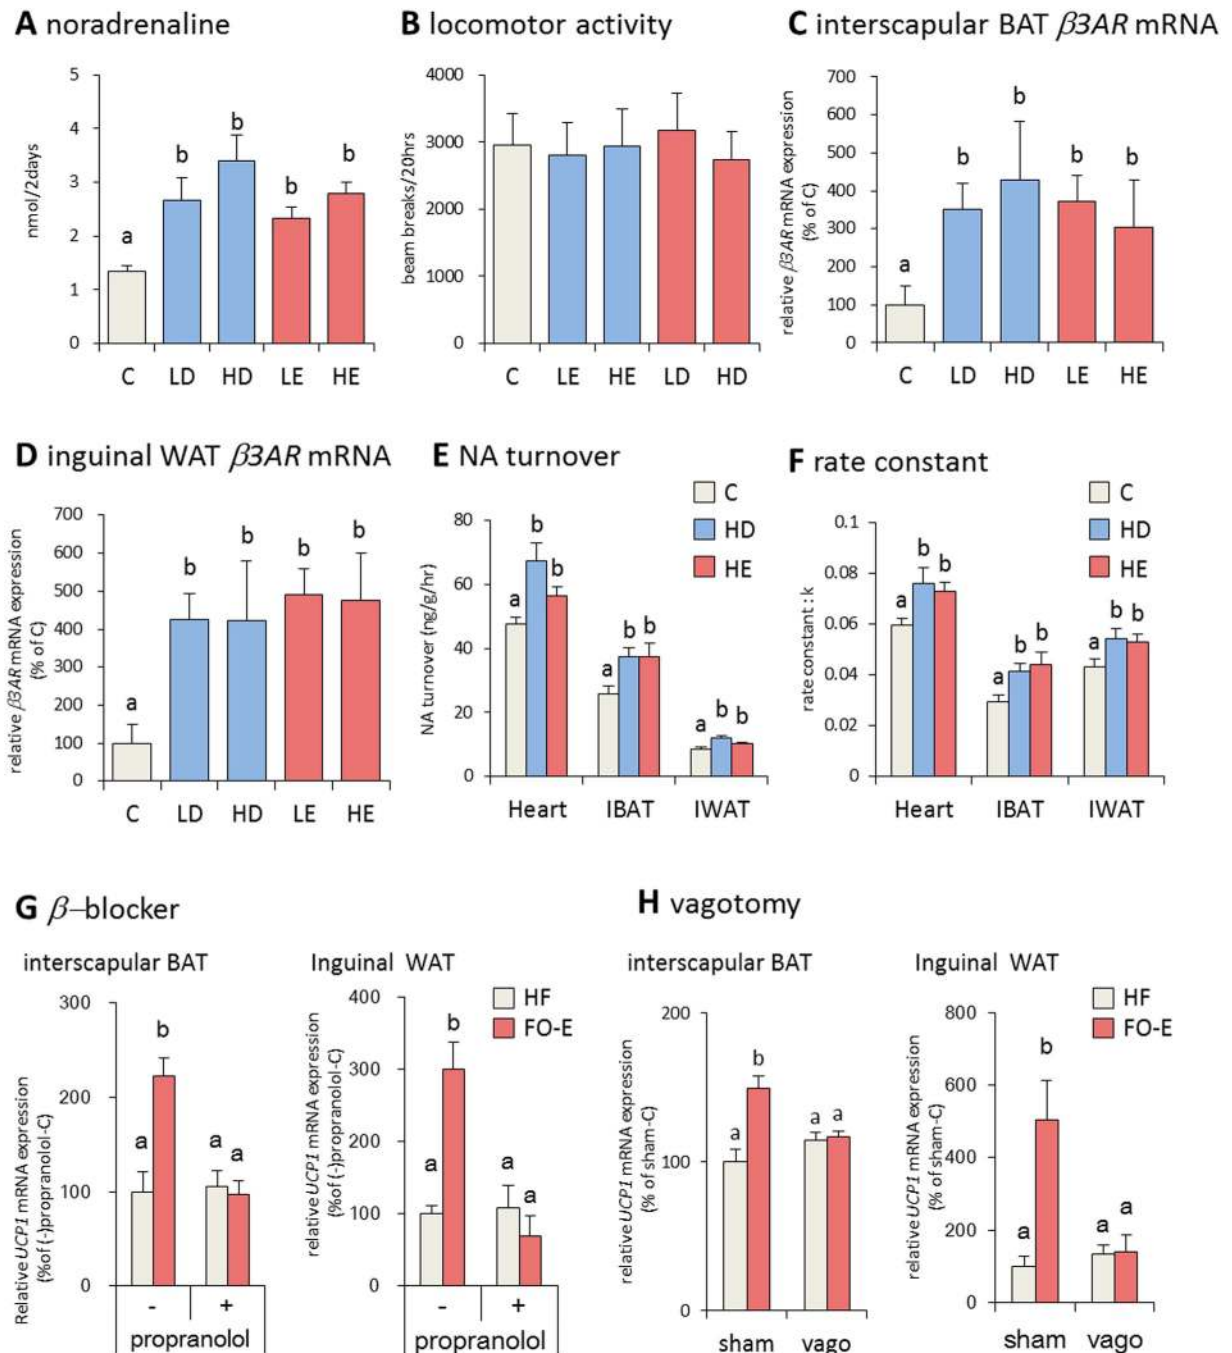 A noradrenaline
nmol/2days
5
4
3
2
1
0
a
b
b
b
b
C LD HD LE HE
B locomotor activity
beam breaks/20hrs
4000
3000
2000
1000
0
C LE HE LD HD
C interscapular BAT β3AR mRNA
relative β3AR mRNA expression
(% of C)
700
600
500
400
300
200
100
0
a
b
b
b
b
C LD HD LE HE
D inguinal WAT β3AR mRNA
relative β3AR mRNA expression
(% of C)
700
600
500
400
300
200
100
0
a
b
b
b
b
C LD HD LE HE
E NA turnover
C
HD
HE
NA turnover (ng/g/hr)
80
60
40
20
0
a b b
a b b
a b b
Heart IBAT IWAT
F rate constant
C
HD
HE
rate constant : k
0.1
0.08
0.06
0.04
0.02
0
a b b
a b b
a b b
Heart IBAT IWAT
G β–blocker
interscapular BAT
Relative UCP1 mRNA expression
(%of (-)propranolol-C)
300
200
100
0
a b
a a
- +
propranolol
Inguinal WAT
HF
FO-E
relative UCP1 mRNA expression
(%of (-)propranolol-C)
400
300
200
100
0
a b
a a
- +
propranolol
H vagotomy
interscapular BAT
relative UCP1 mRNA expression
(% of sham-C)
200
100
0
a b
a a
sham vago
Inguinal WAT
HF
FO-E
relative UCP1 mRNA expression
(% of sham-C)
800
600
400
200
0
a b
a a
sham vago